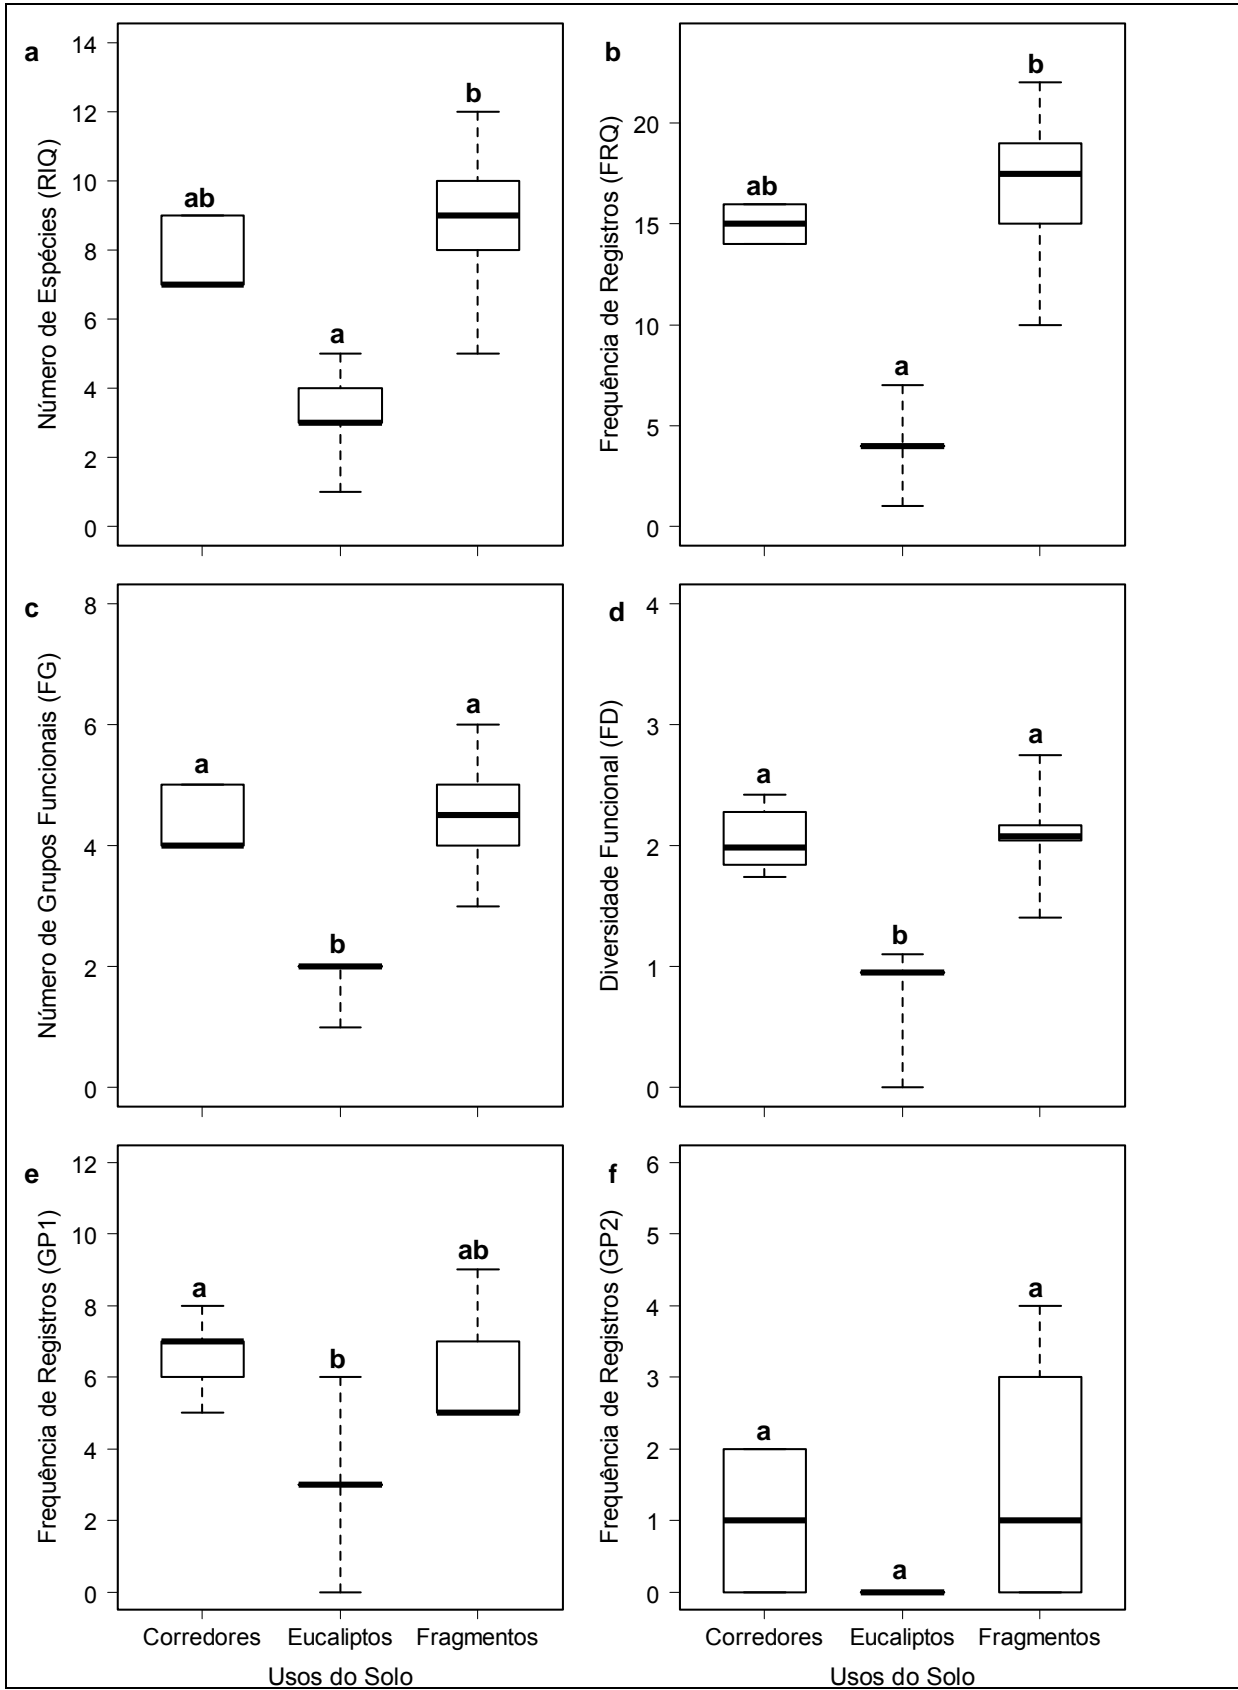 a
Número de Espécies (RIQ)
14
12
10
8
6
4
2
0
ab
a
b
b
Frequência de Registros (FRQ)
20
15
10
5
0
ab
a
b
c
Número de Grupos Funcionais (FG)
8
6
4
2
0
a
b
a
d
Diversidade Funcional (FD)
4
3
2
1
0
a
b
a
e
Frequência de Registros (GP1)
12
10
8
6
4
2
0
a
b
ab
Corredores Eucaliptos Fragmentos
Usos do Solo
f
Frequência de Registros (GP2)
6
5
4
3
2
1
0
a
a
a
Corredores Eucaliptos Fragmentos
Usos do Solo